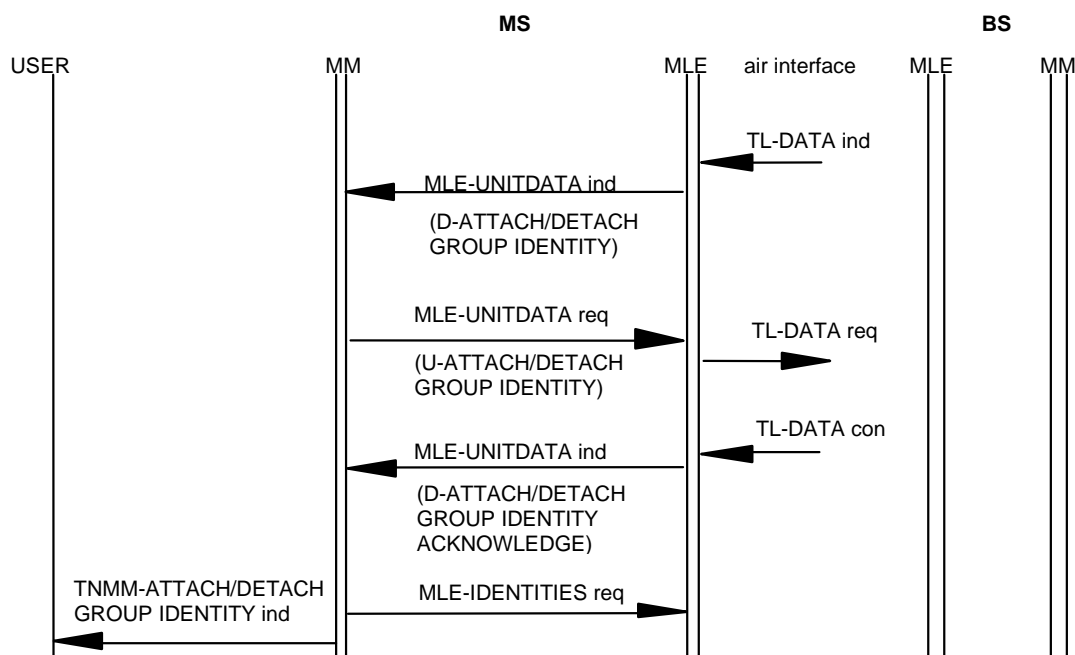 MS BS
USER MM MLE air interface MLE MM
TL-DATA ind
MLE-UNITDATA ind
(D-ATTACH/DETACH
GROUP IDENTITY)
MLE-UNITDATA req
TL-DATA req
(U-ATTACH/DETACH
GROUP IDENTITY)
TL-DATA con
MLE-UNITDATA ind
(D-ATTACH/DETACH
GROUP IDENTITY
ACKNOWLEDGE)
TNMM-ATTACH/DETACH
GROUP IDENTITY ind
MLE-IDENTITIES req